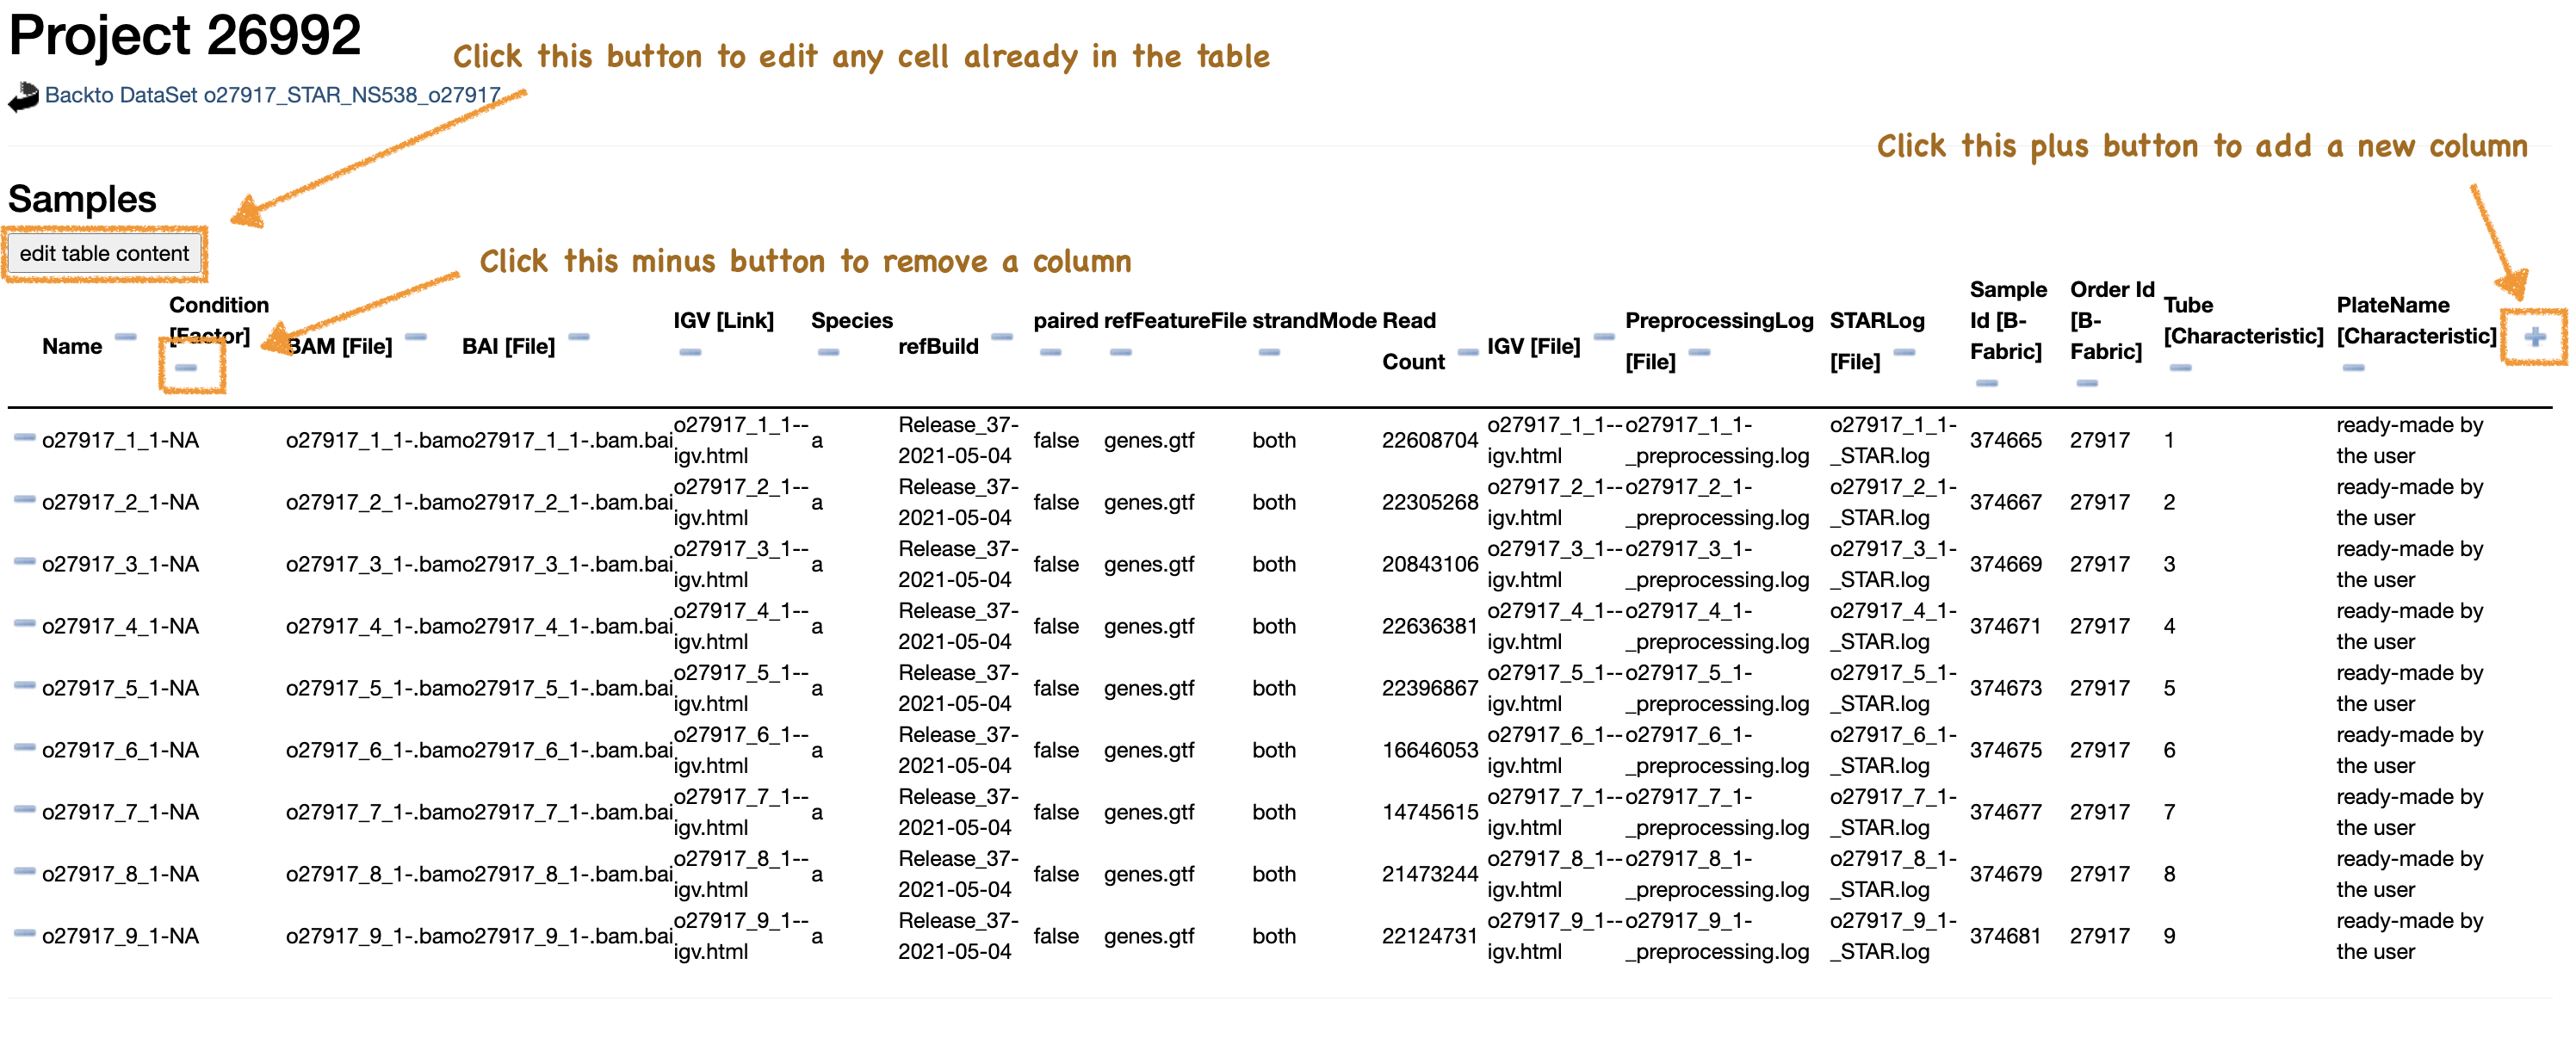 Project 26992
Click this button to edit any cell already in the table
Backto DataSet o27917_STAR_NS538_o27917
Click this plus button to add a new column
Samples
edit table content
Click this minus button to remove a column
Name Condition [Factor] BAM [File] BAI [File] IGV [Link] Species refBuild paired refFeatureFile strandMode Read Count IGV [File] PreprocessingLog [File] STARLog [File] Sample Id [B-Fabric] Order Id [B-Fabric] Tube [Characteristic] PlateName [Characteristic]
o27917_1_1- NA o27917_1_1-.bam o27917_1_1-.bam.bai o27917_1_1--igv.html a Release_37-2021-05-04 false genes.gtf both 22608704 o27917_1_1--igv.html o27917_1_1-_preprocessing.log o27917_1_1-_STAR.log 374665 27917 1 ready-made by the user
o27917_2_1- NA o27917_2_1-.bam o27917_2_1-.bam.bai o27917_2_1--igv.html a Release_37-2021-05-04 false genes.gtf both 22305268 o27917_2_1--igv.html o27917_2_1-_preprocessing.log o27917_2_1-_STAR.log 374667 27917 2 ready-made by the user
o27917_3_1- NA o27917_3_1-.bam o27917_3_1-.bam.bai o27917_3_1--igv.html a Release_37-2021-05-04 false genes.gtf both 20843106 o27917_3_1--igv.html o27917_3_1-_preprocessing.log o27917_3_1-_STAR.log 374669 27917 3 ready-made by the user
o27917_4_1- NA o27917_4_1-.bam o27917_4_1-.bam.bai o27917_4_1--igv.html a Release_37-2021-05-04 false genes.gtf both 22636381 o27917_4_1--igv.html o27917_4_1-_preprocessing.log o27917_4_1-_STAR.log 374671 27917 4 ready-made by the user
o27917_5_1- NA o27917_5_1-.bam o27917_5_1-.bam.bai o27917_5_1--igv.html a Release_37-2021-05-04 false genes.gtf both 22396867 o27917_5_1--igv.html o27917_5_1-_preprocessing.log o27917_5_1-_STAR.log 374673 27917 5 ready-made by the user
o27917_6_1- NA o27917_6_1-.bam o27917_6_1-.bam.bai o27917_6_1--igv.html a Release_37-2021-05-04 false genes.gtf both 16646053 o27917_6_1--igv.html o27917_6_1-_preprocessing.log o27917_6_1-_STAR.log 374675 27917 6 ready-made by the user
o27917_7_1- NA o27917_7_1-.bam o27917_7_1-.bam.bai o27917_7_1--igv.html a Release_37-2021-05-04 false genes.gtf both 14745615 o27917_7_1--igv.html o27917_7_1-_preprocessing.log o27917_7_1-_STAR.log 374677 27917 7 ready-made by the user
o27917_8_1- NA o27917_8_1-.bam o27917_8_1-.bam.bai o27917_8_1--igv.html a Release_37-2021-05-04 false genes.gtf both 21473244 o27917_8_1--igv.html o27917_8_1-_preprocessing.log o27917_8_1-_STAR.log 374679 27917 8 ready-made by the user
o27917_9_1- NA o27917_9_1-.bam o27917_9_1-.bam.bai o27917_9_1--igv.html a Release_37-2021-05-04 false genes.gtf both 22124731 o27917_9_1--igv.html o27917_9_1-_preprocessing.log o27917_9_1-_STAR.log 374681 27917 9 ready-made by the user